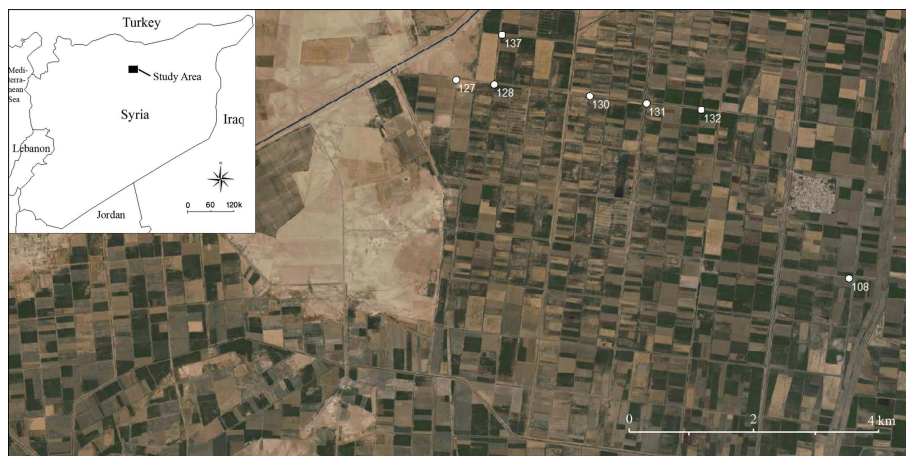 Turkey
Medi-
terra-
nean
Sea
Study Area
Syria
Iraq
Lebanon
N
Jordan
0 60 120k
137
127
128
130
131
132
108
0 2 4 km